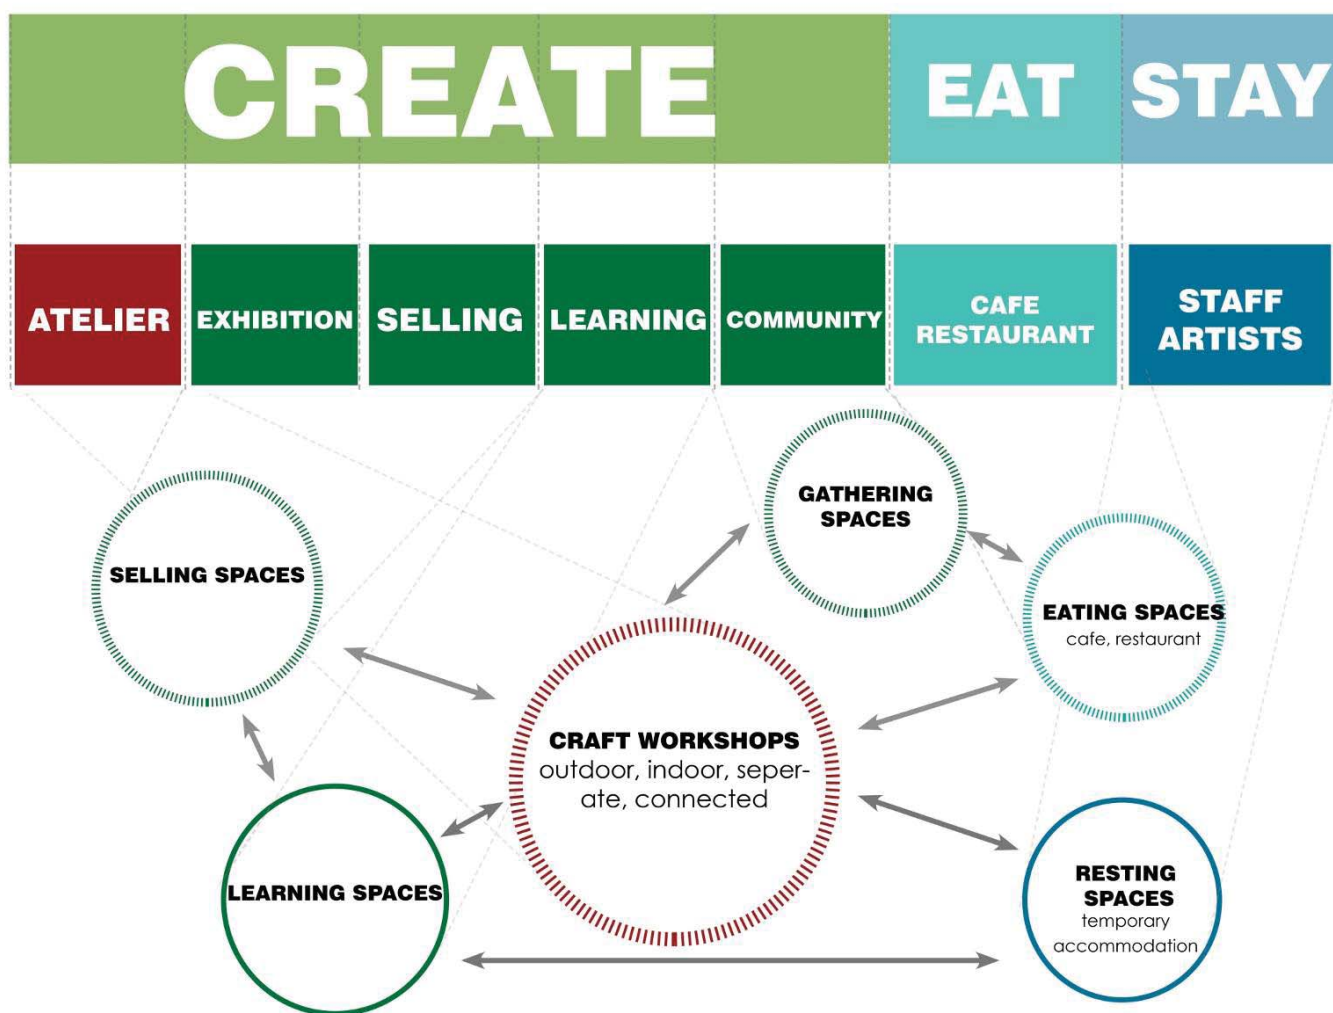 CREATE
EAT
STAY
ATELIER
EXHIBITION
SELLING
LEARNING
COMMUNITY
CAFE
RESTAURANT
STAFF
ARTISTS
GATHERING
SPACES
SELLING SPACES
EATING SPACES
cafe, restaurant
CRAFT WORKSHOPS
outdoor, indoor, seper-
ate, connected
LEARNING SPACES
RESTING
SPACES
temporary
accommodation